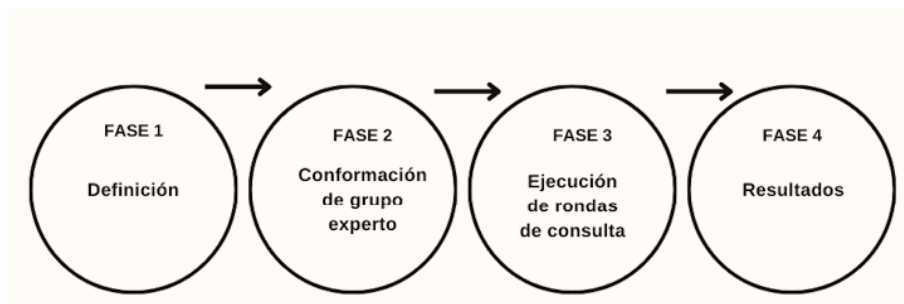 FASE 1
Definición
FASE 2
Conformación
de grupo
experto
FASE 3
Ejecución
de rondas
de consulta
FASE 4
Resultados